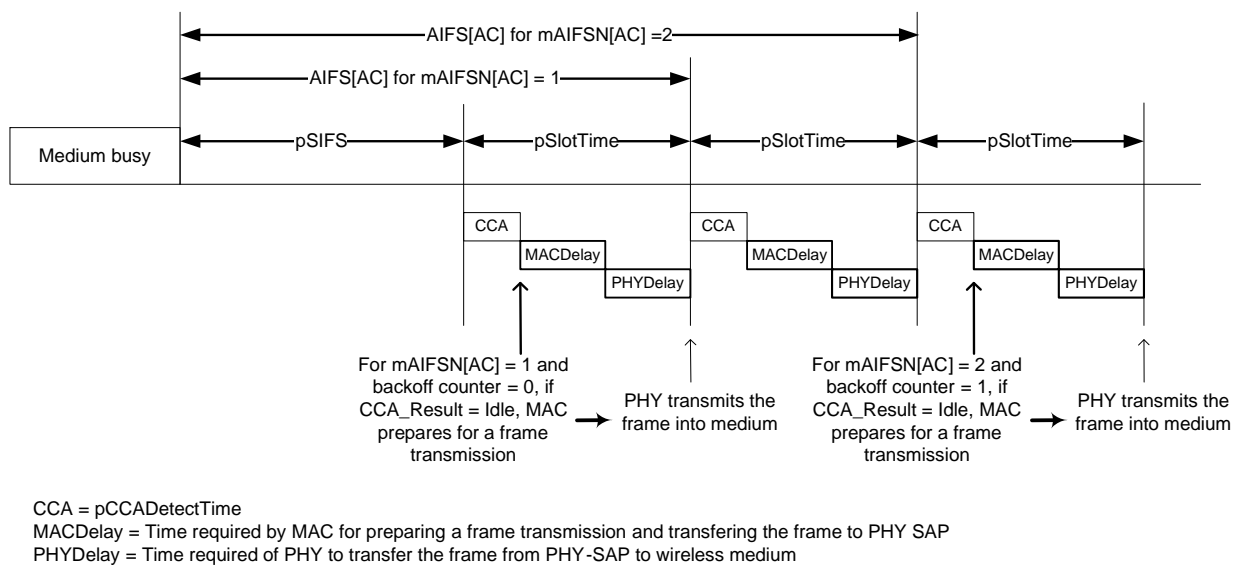 AIFS[AC] for mAIFSN[AC] =2
AIFS[AC] for mAIFSN[AC] = 1
Medium busy
pSIFS
pSlotTime
pSlotTime
pSlotTime
CCA
CCA
CCA
MACDelay
MACDelay
MACDelay
PHYDelay
PHYDelay
PHYDelay
For mAIFSN[AC] = 1 and
backoff counter = 0, if
CCA_Result = Idle, MAC
prepares for a frame
transmission
PHY transmits the
frame into medium
For mAIFSN[AC] = 2 and
backoff counter = 1, if
CCA_Result = Idle, MAC
prepares for a frame
transmission
PHY transmits the
frame into medium
CCA = pCCADetectTime
MACDelay = Time required by MAC for preparing a frame transmission and transfering the frame to PHY SAP
PHYDelay = Time required of PHY to transfer the frame from PHY-SAP to wireless medium